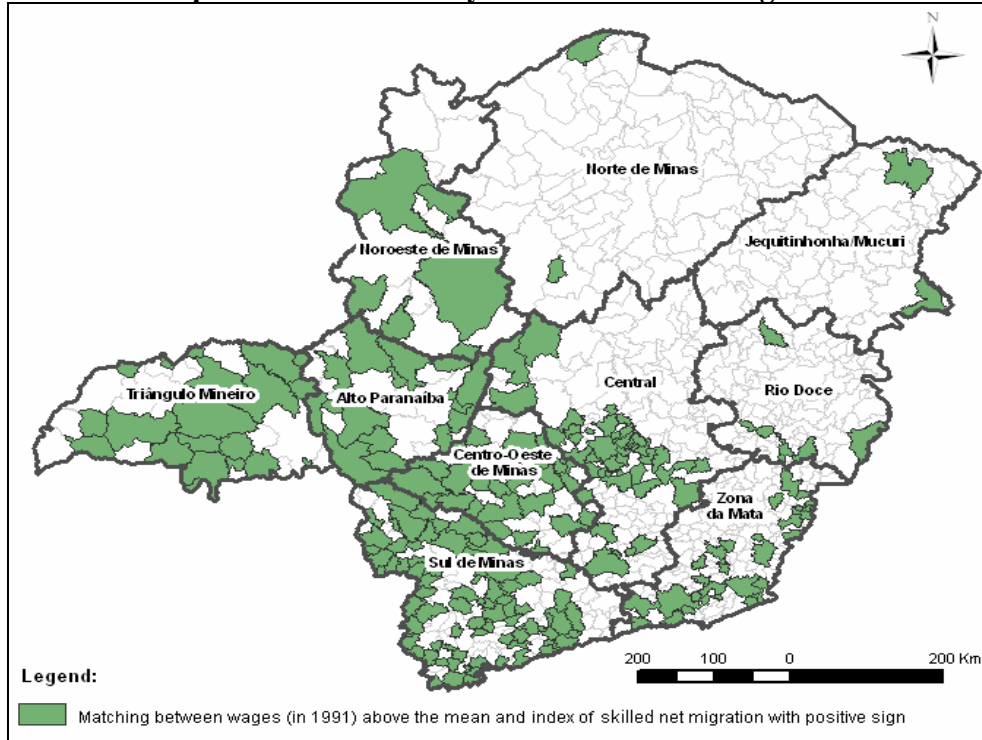 N
Norte de Minas
Jequitinhonha/Mucuri
Noroeste de Minas
Central
Rio Doce
Triângulo Mineiro
Alto Paranaíba
Centro-Oeste
de Minas
Zona
da Mata
Sul de Minas
200 100 0 200 Km
Legend:
Matching between wages (in 1991) above the mean and index of skilled net migration with positive sign